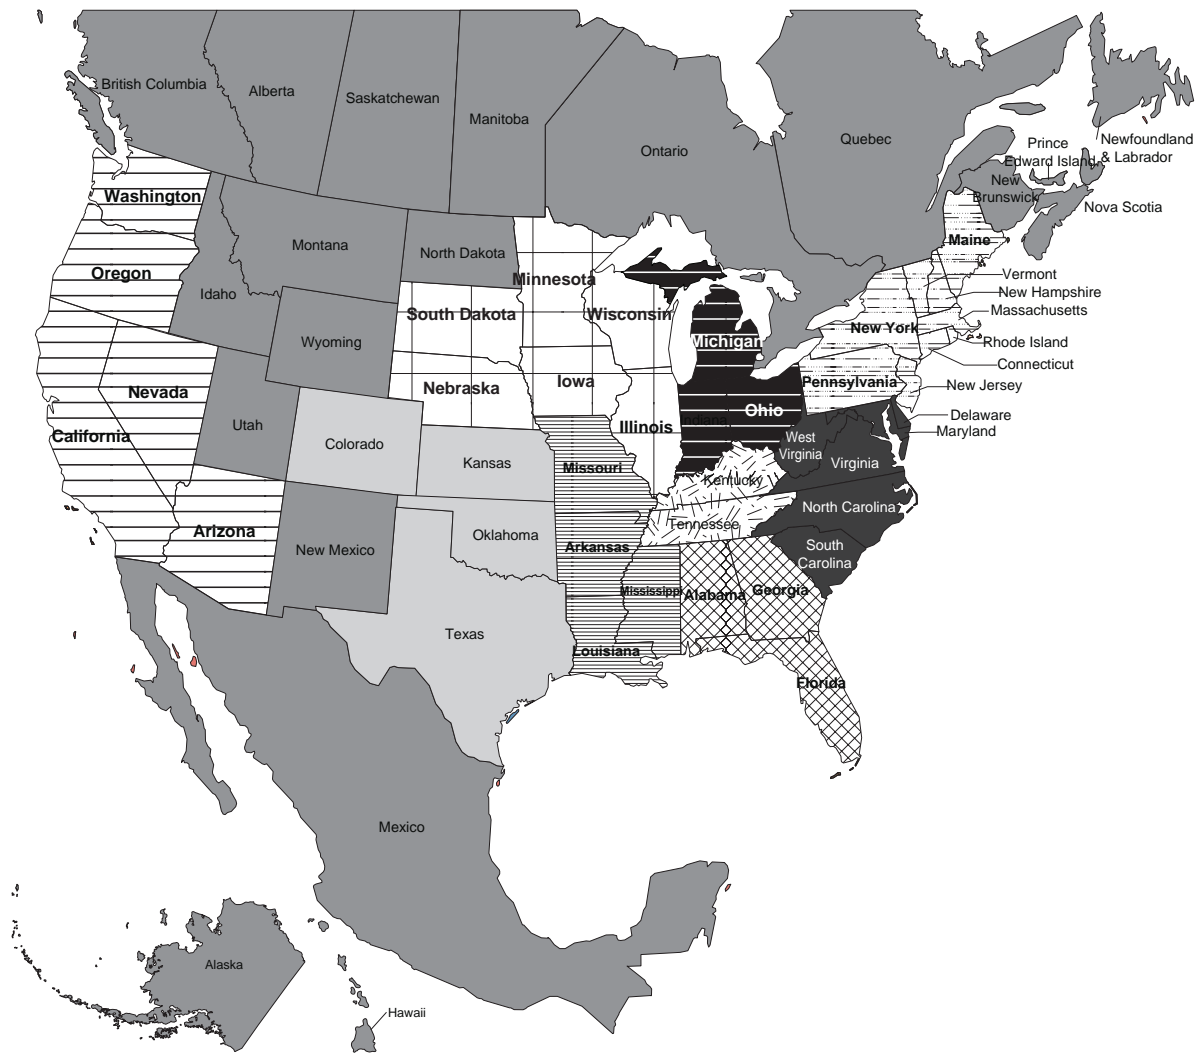 British Columbia
Alberta
Saskatchewan
Manitoba
Ontario
Quebec
Newfoundland
& Labrador
Prince
Edward Island
New
Brunswick
Nova Scotia
Washington
Montana
North Dakota
Minnesota
Maine
Oregon
Idaho
Vermont
New Hampshire
Massachusetts
South Dakota
Wisconsin
Michigan
New York
Rhode Island
Wyoming
Connecticut
Nevada
Nebraska
Iowa
Pennsylvania
New Jersey
California
Utah
Colorado
Illinois
Indiana
Ohio
Delaware
Maryland
West
Virginia
Virginia
Kansas
Missouri
Kentucky
North Carolina
Arizona
New Mexico
Oklahoma
Arkansas
Tennessee
South
Carolina
Mississippi
Alabama
Georgia
Texas
Louisiana
Florida
Mexico
Alaska
Hawaii